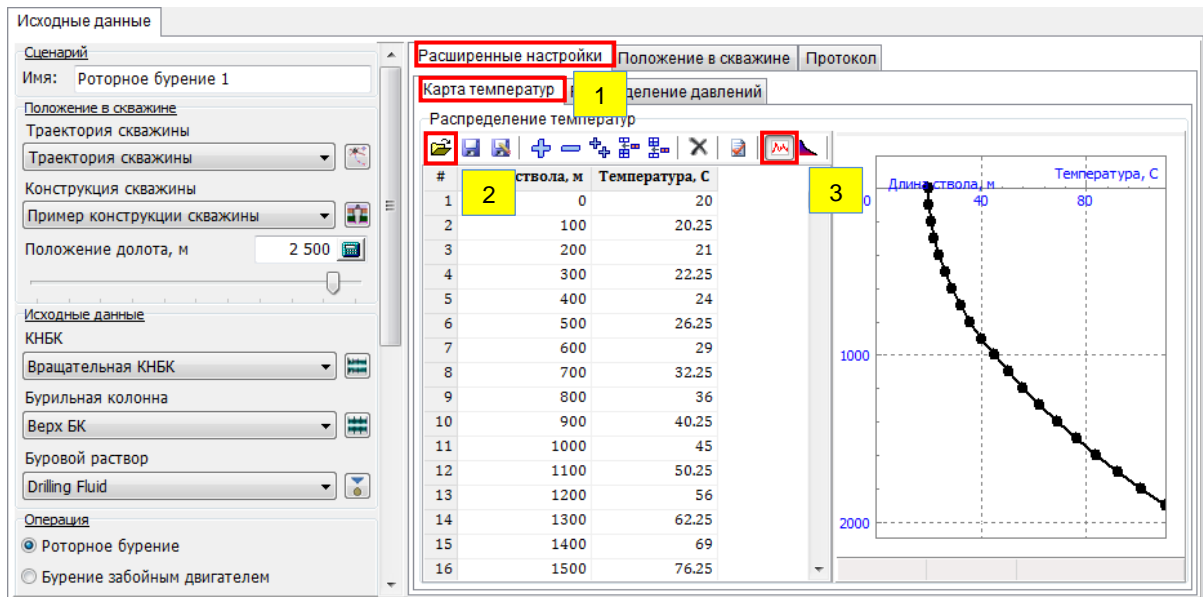 Исходные данные
Сценарий
Имя: Роторное бурение 1
Положение в скважине
Траектория скважины
Траектория скважины
Конструкция скважины
Пример конструкции скважины
Положение долота, м 2 500
Исходные данные
КНБК
Вращательная КНБК
Бурильная колонна
Верх БК
Буровой раствор
Drilling Fluid
Операция
Роторное бурение
Бурение забойным двигателем
Расширенные настройки Положение в скважине Протокол
Карта температур 1 давлений
Распределение температур
2
3
# ствола, м Температура, С
1 0 20
2 100 20.25
3 200 21
4 300 22.25
5 400 24
6 500 26.25
7 600 29
8 700 32.25
9 800 36
10 900 40.25
11 1000 45
12 1100 50.25
13 1200 56
14 1300 62.25
15 1400 69
16 1500 76.25
Температура, С
Длина ствола, м
0 40 80
1000
2000